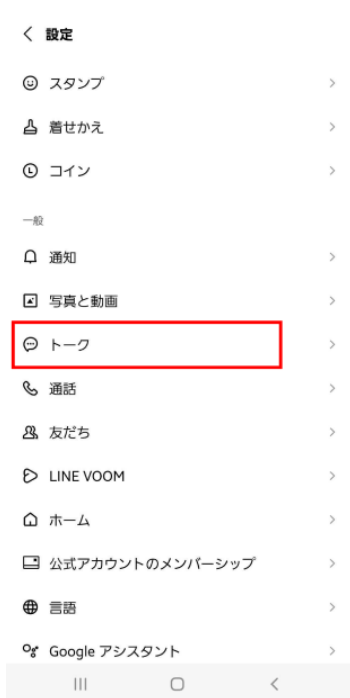 設定
スタンプ
着せかえ
コイン
一般
通知
写真と動画
トーク
通話
友だち
LINE VOOM
ホーム
公式アカウントのメンバーシップ
言語
Google アシスタント